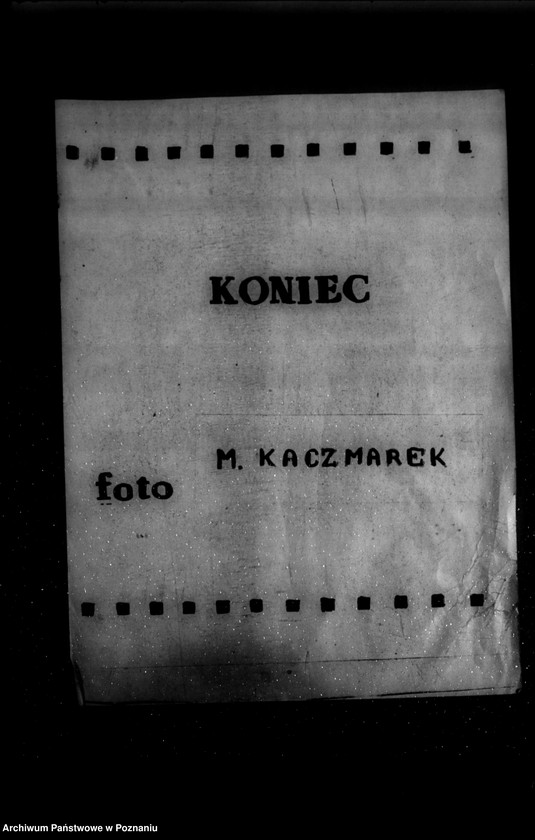 KONIEC
M. KACZMAREK
foto
Archiwum Państwowe w Poznaniu